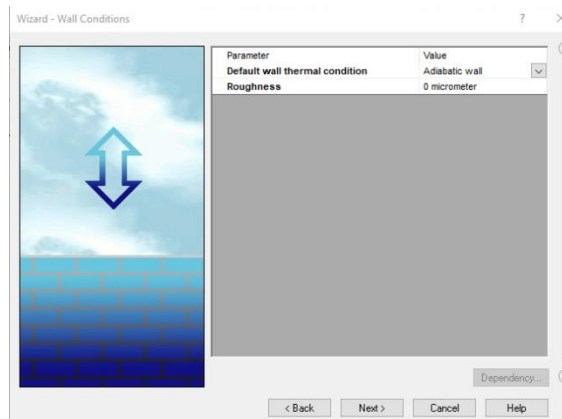 Wizard - Wall Conditions ?
Parameter Value
Default wall thermal condition Adiabatic wall
Roughness 0 micrometer
Dependency...
< Back Next > Cancel Help